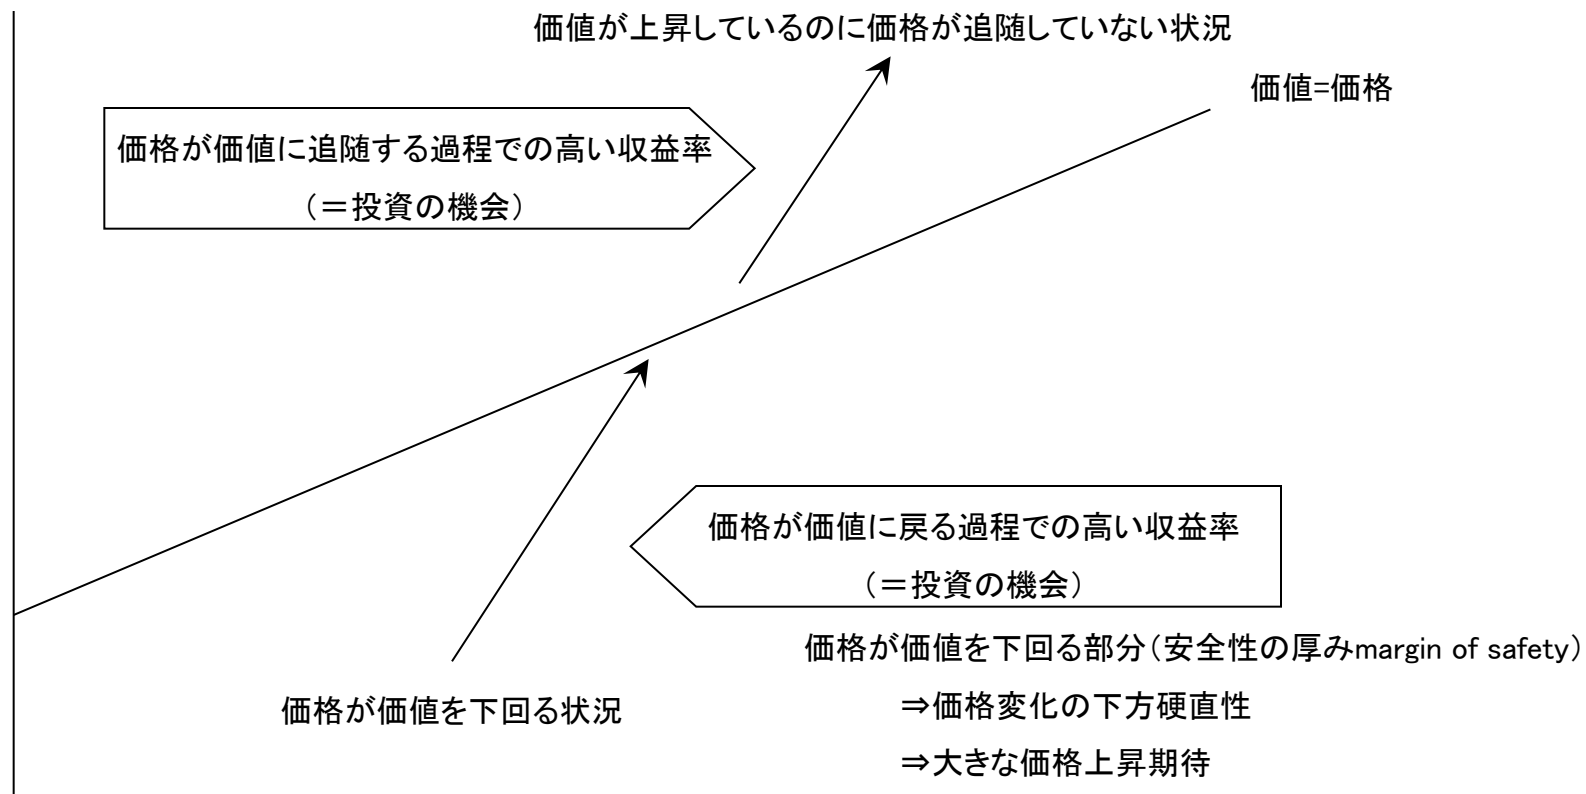 価値が上昇しているのに価格が追随していない状況
価値=価格
価格が価値に追随する過程での高い収益率
（＝投資の機会）
価格が価値に戻る過程での高い収益率
（＝投資の機会）
価格が価値を下回る部分（安全性の厚みmargin of safety）
⇒価格変化の下方硬直性
⇒大きな価格上昇期待
価格が価値を下回る状況